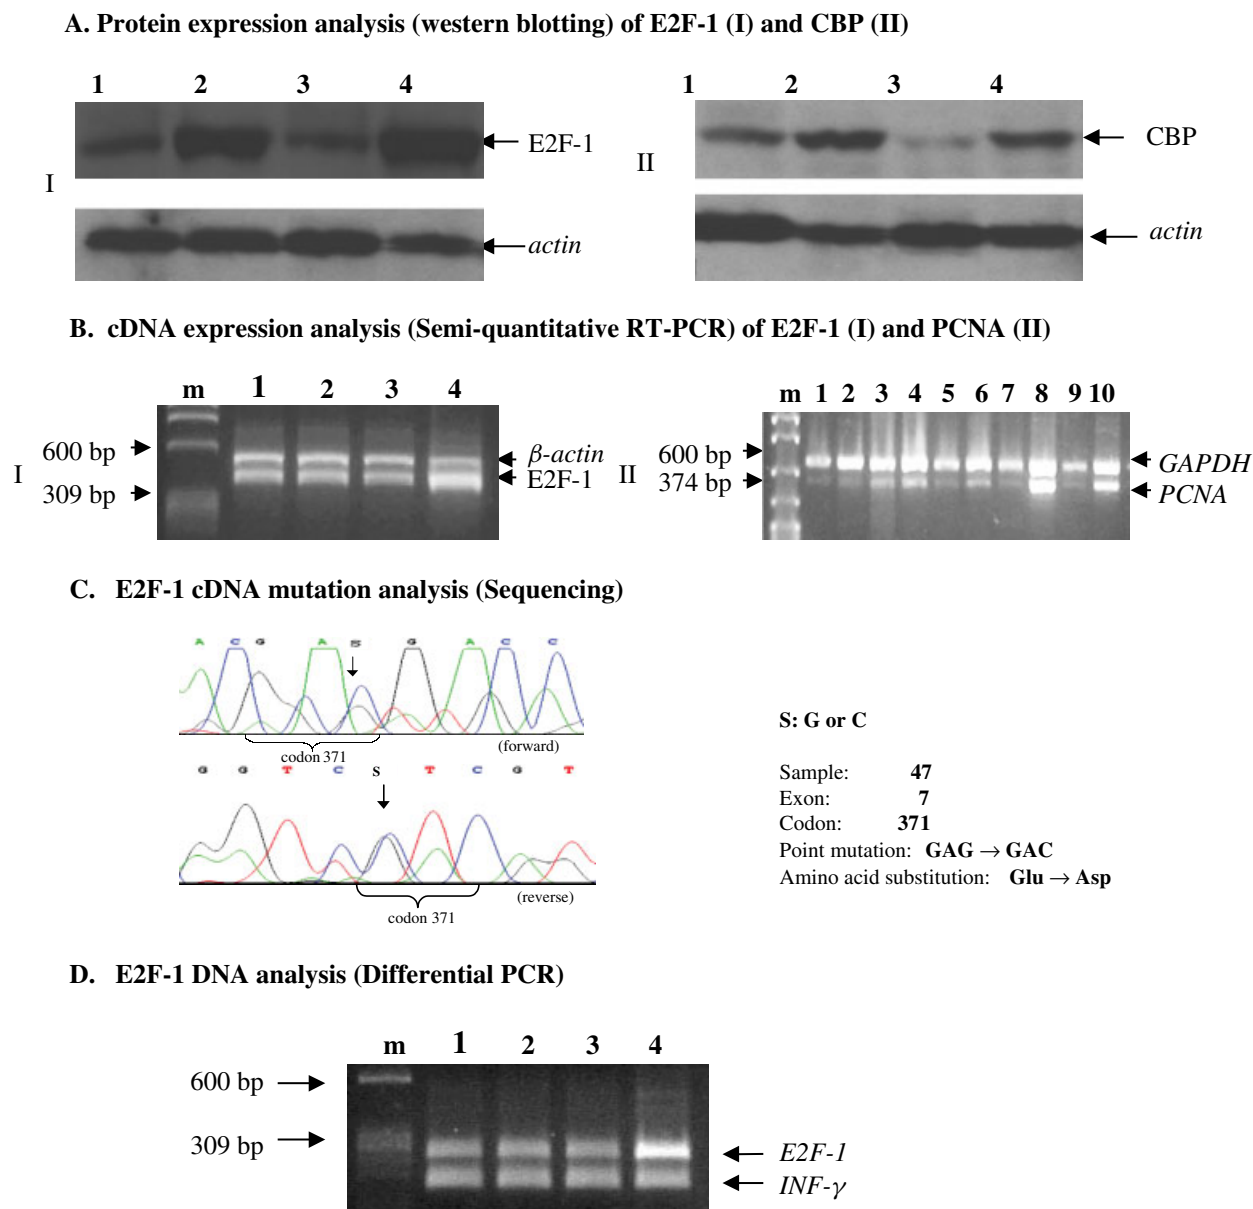 A. Protein expression analysis (western blotting) of E2F-1 (I) and CBP (II)
1 2 3 4
E2F-1
I
actin
1 2 3 4
CBP
II
actin
B. cDNA expression analysis (Semi-quantitative RT-PCR) of E2F-1 (I) and PCNA (II)
m 1 2 3 4
600 bp
β-actin
I
E2F-1
309 bp
m 1 2 3 4 5 6 7 8 9 10
600 bp
GAPDH
II
374 bp
PCNA
C. E2F-1 cDNA mutation analysis (Sequencing)
A C G A S G A C C
codon 371
(forward)
G G T C S T C G T
codon 371
(reverse)
S: G or C
Sample: 47
Exon: 7
Codon: 371
Point mutation: GAG → GAC
Amino acid substitution: Glu → Asp
D. E2F-1 DNA analysis (Differential PCR)
m 1 2 3 4
600 bp
309 bp
E2F-1
INF-γ